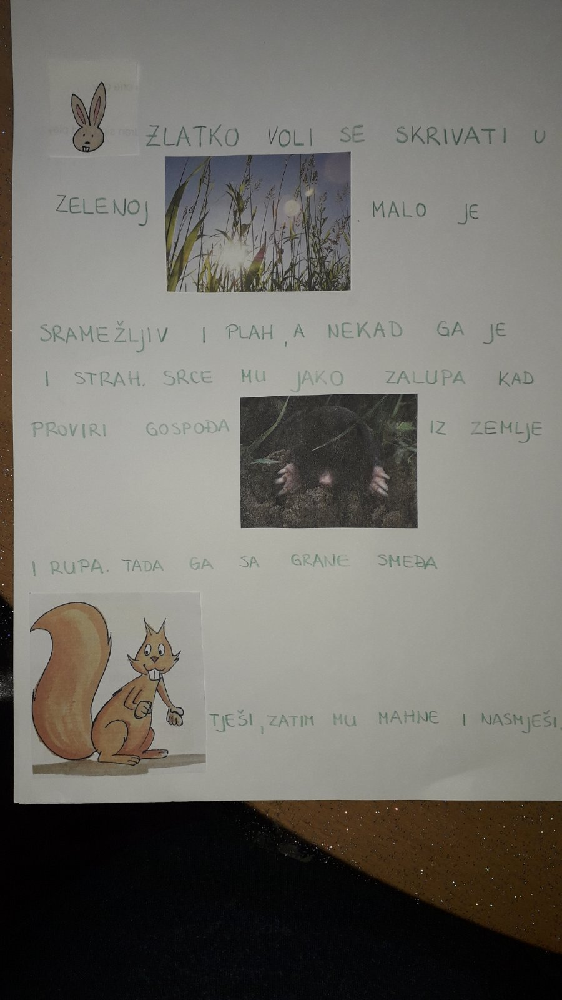 ZLATKO VOLI SE SKRIVATI U
ZELENOJ . MALO JE
SRAMEŽLJIV I PLAH, A NEKAD GA JE
I STRAH. SRCE MU JAKO ZALUPA KAD
PROVIRI GOSPOĐA IZ ZEMLJE
I RUPA. TADA GA SA GRANE SMEĐA
TJEŠI, ZATIM MU MAHNE I NASMJEŠI.